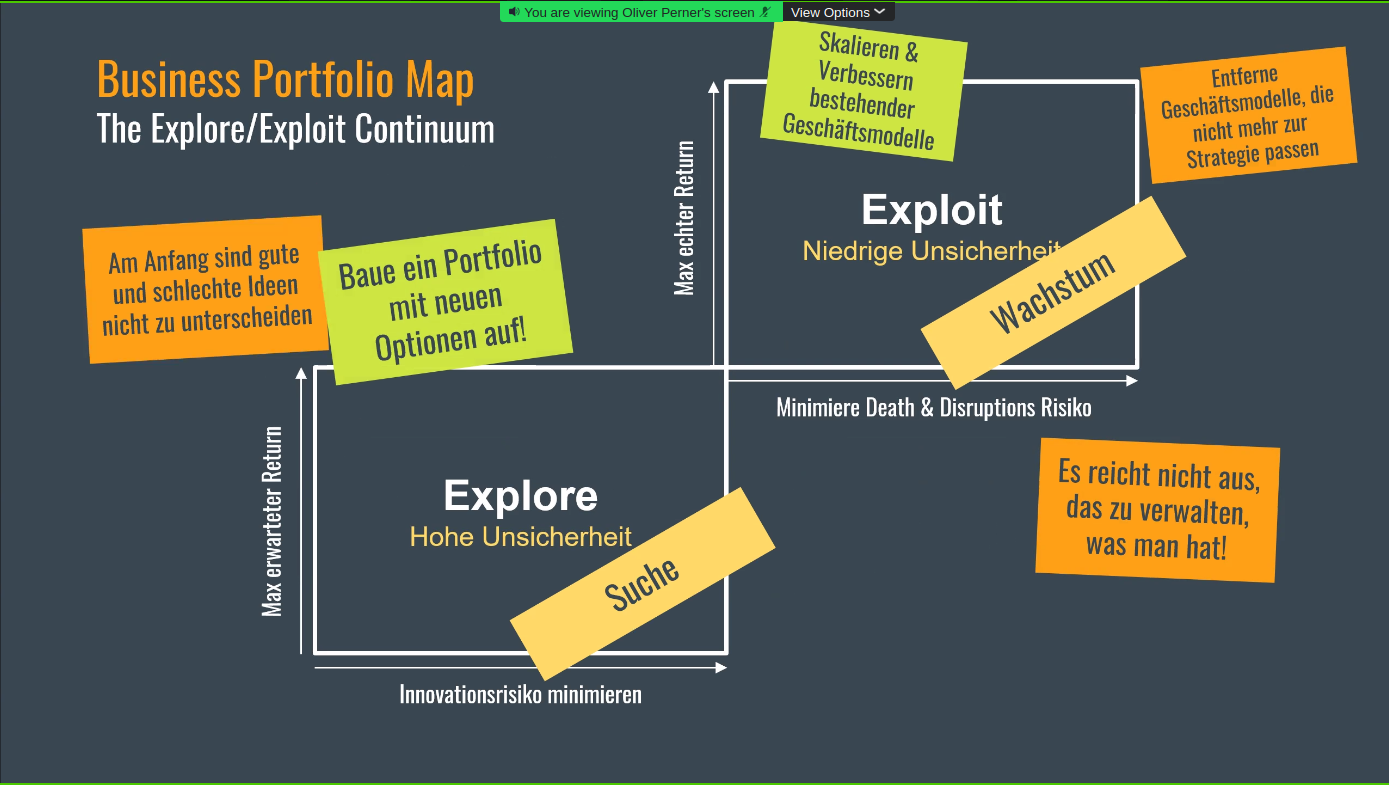 You are viewing Oliver Perner's screen
View Options
Business Portfolio Map
The Explore/Exploit Continuum
Skalieren &
Verbessern
bestehender
Geschäftsmodelle
Entferne
Geschäftsmodelle, die
nicht mehr zur
Strategie passen
Max echter Return
Exploit
Niedrige Unsicherheit
Wachstum
Minimiere Death & Disruptions Risiko
Am Anfang sind gute
und schlechte Ideen
nicht zu unterscheiden
Baue ein Portfolio
mit neuen
Optionen auf!
Max erwarteter Return
Explore
Hohe Unsicherheit
Suche
Innovationsrisiko minimieren
Es reicht nicht aus,
das zu verwalten,
was man hat!